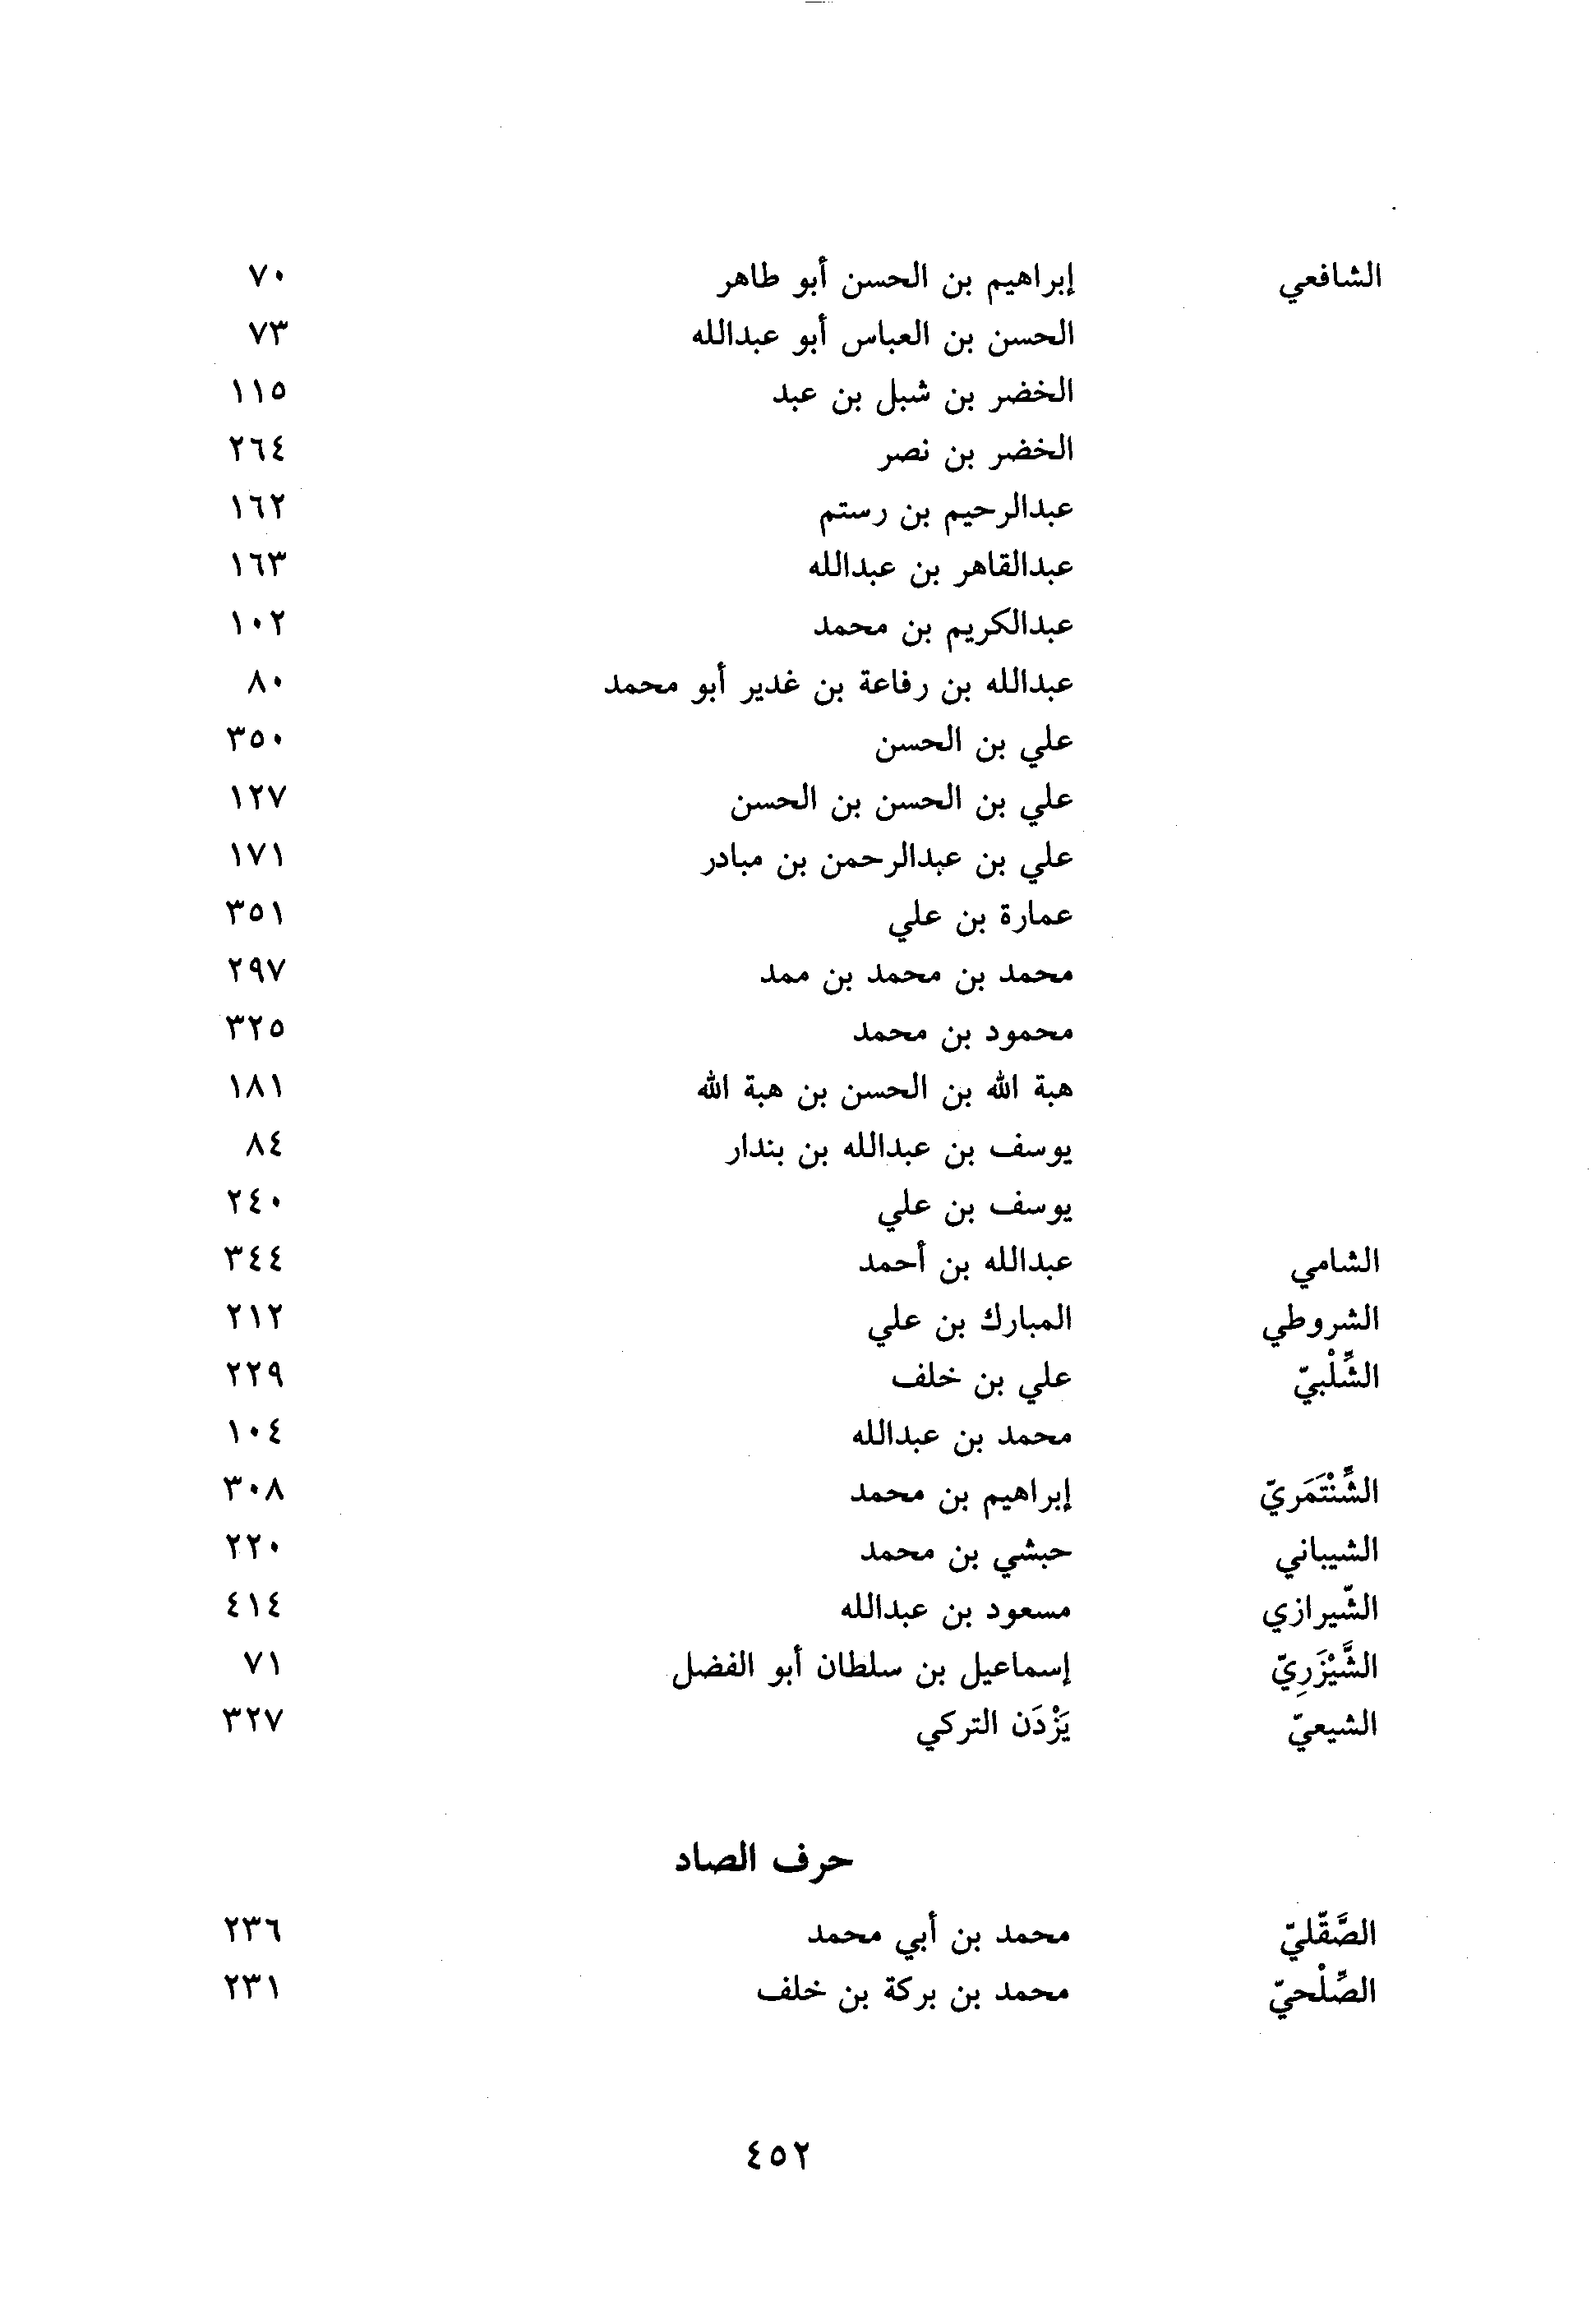 الشافعي إبراهيم بن الحسن أبو طاهر ٧٠
الحسن بن العباس أبو عبدالله ٧٣
الخضر بن شبل بن عبد ١١٥
الخضر بن نصر ٢٦٤
عبدالرحيم بن رستم ١٦٢
عبدالقاهر بن عبدالله ١٦٣
عبدالكريم بن محمد ١٠٢
عبدالله بن رفاعة بن غدير أبو محمد ٨٠
علي بن الحسن ٣٥٠
علي بن الحسن بن الحسن ١٢٧
علي بن عبدالرحمن بن مبادر ١٧١
عمارة بن علي ٣٥١
محمد بن محمد بن ممد ٢٩٧
محمود بن محمد ٣٢٥
هبة الله بن الحسن بن هبة الله ١٨١
يوسف بن عبدالله بن بندار ٨٤
يوسف بن علي ٢٤٠
الشامي عبدالله بن أحمد ٣٤٤
الشروطي المبارك بن علي ٢١٢
الشِّلْبيّ علي بن خلف ٢٢٩
محمد بن عبدالله ١٠٤
الشَّنْتَمَريّ إبراهيم بن محمد ٣٠٨
الشيباني حبشي بن محمد ٢٢٠
الشّيرازي مسعود بن عبدالله ٤١٤
الشَّيْزَرِيّ إسماعيل بن سلطان أبو الفضل ٧١
الشيعيّ يَزْدَن التركي ٣٢٧
حرف الصاد
الصَّقّليّ محمد بن أبي محمد ٢٣٦
الصِّلْحيّ محمد بن بركة بن خلف ٢٣١
٤٥٢